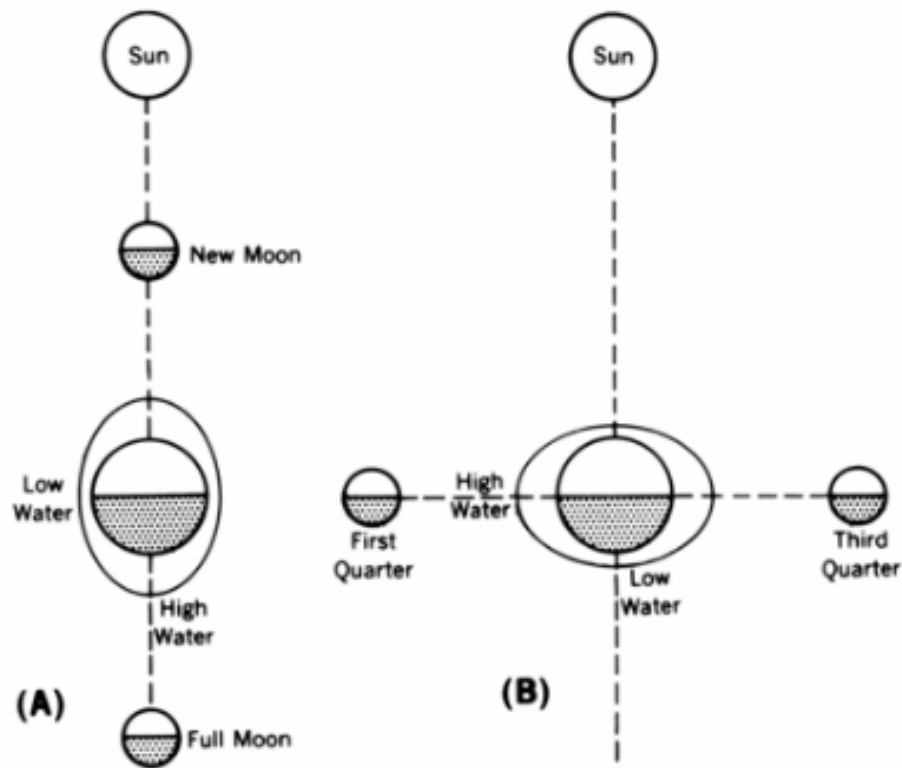 Sun
New Moon
Low
Water
High
Water
(A)
Full Moon
Sun
High
Water
First
Quarter
Low
Water
Third
Quarter
(B)